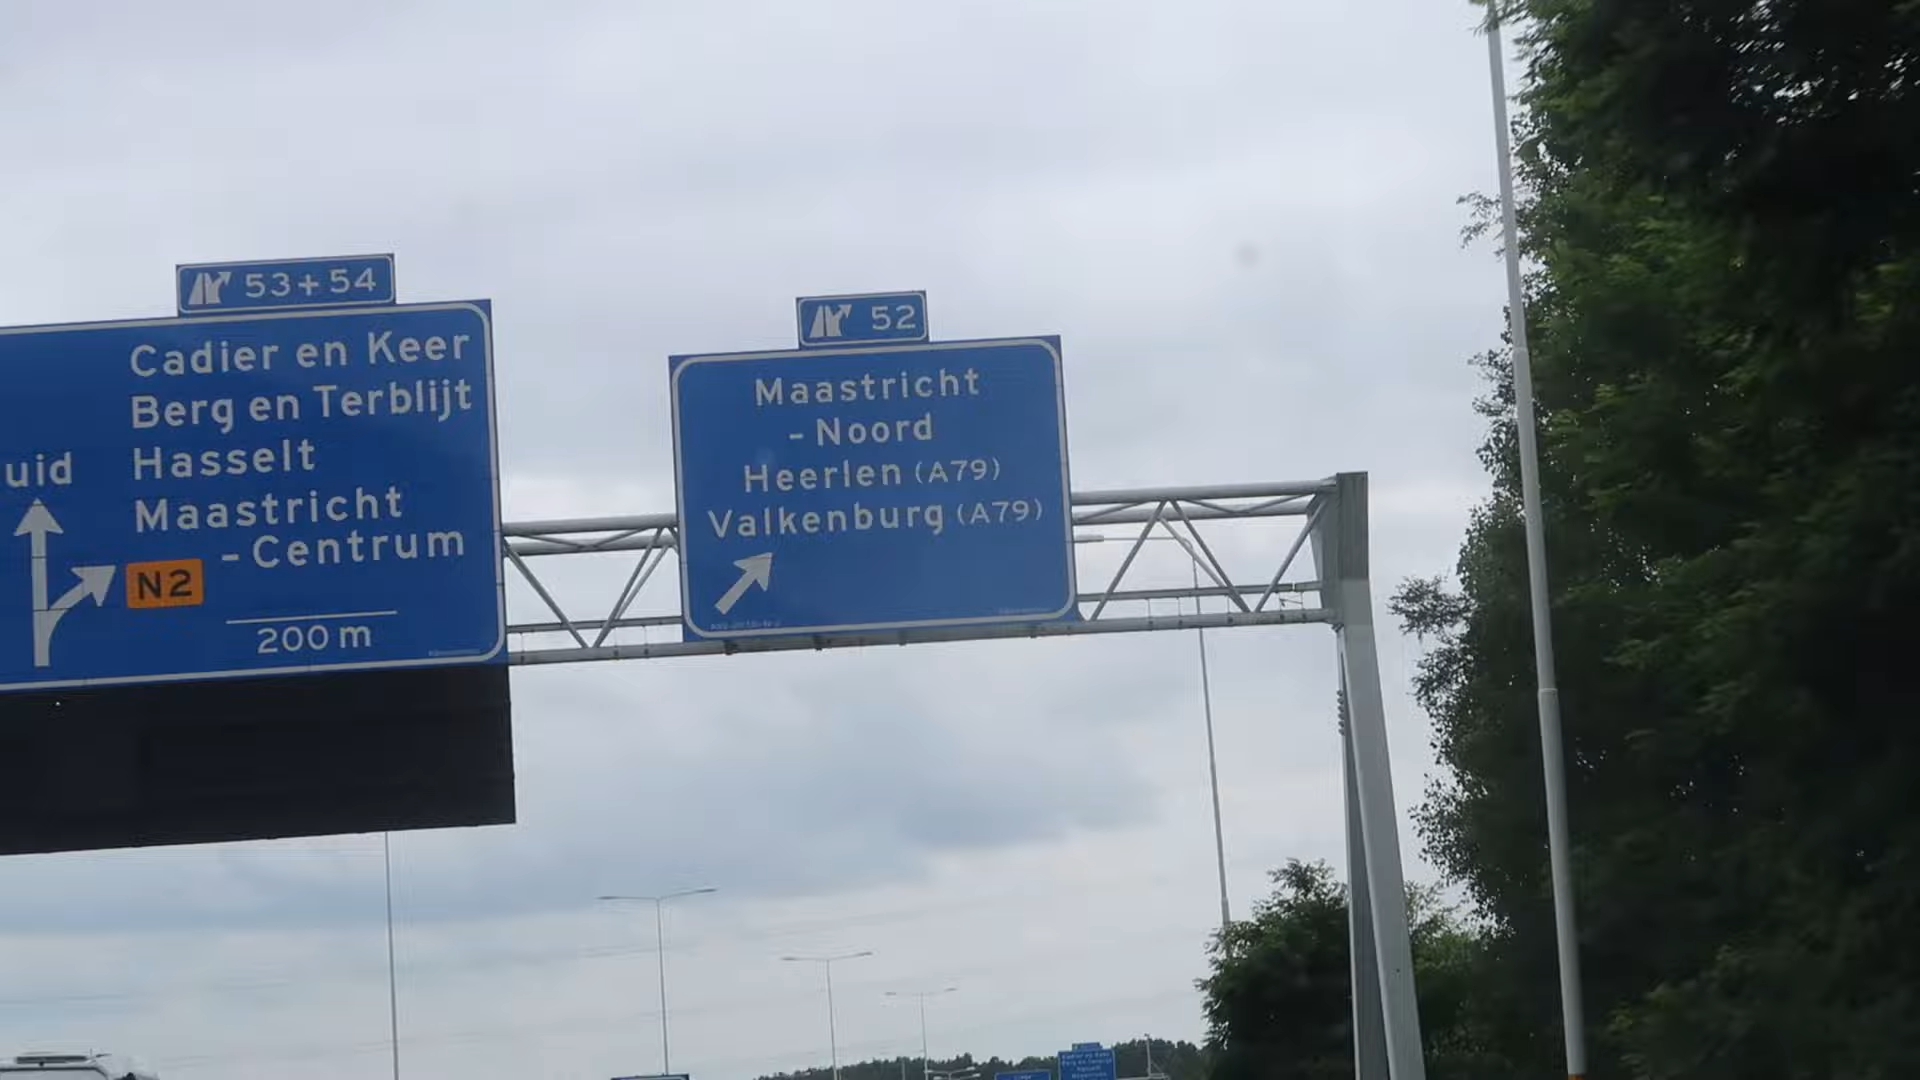 53+54
Cadier en Keer
Berg en Terblijt
Hasselt
uid
Maastricht
-Centrum
N2
200 m
52
Maastricht
-Noord
Heerlen (A79)
Valkenburg (A79)